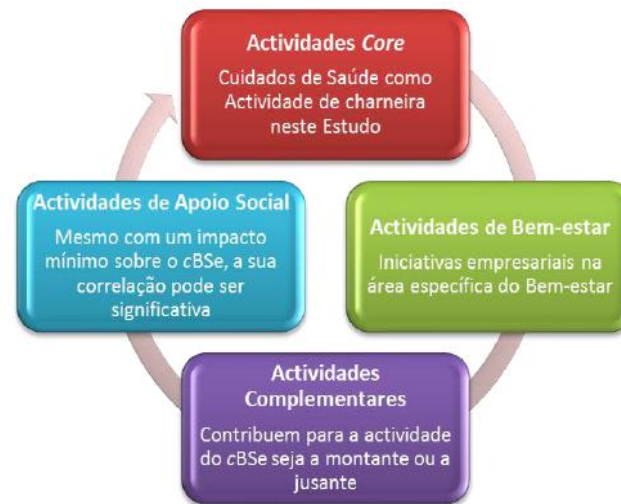 Actividades Core
Cuidados de Saúde como
Actividade de charneira
neste Estudo
Actividades de Bem-estar
Iniciativas empresariais na
área específica do Bem-estar
Actividades
Complementares
Contribuem para a actividade
do cBSe seja a montante ou a
jusante
Actividades de Apoio Social
Mesmo com um impacto
mínimo sobre o cBSe, a sua
correlação pode ser
significativa